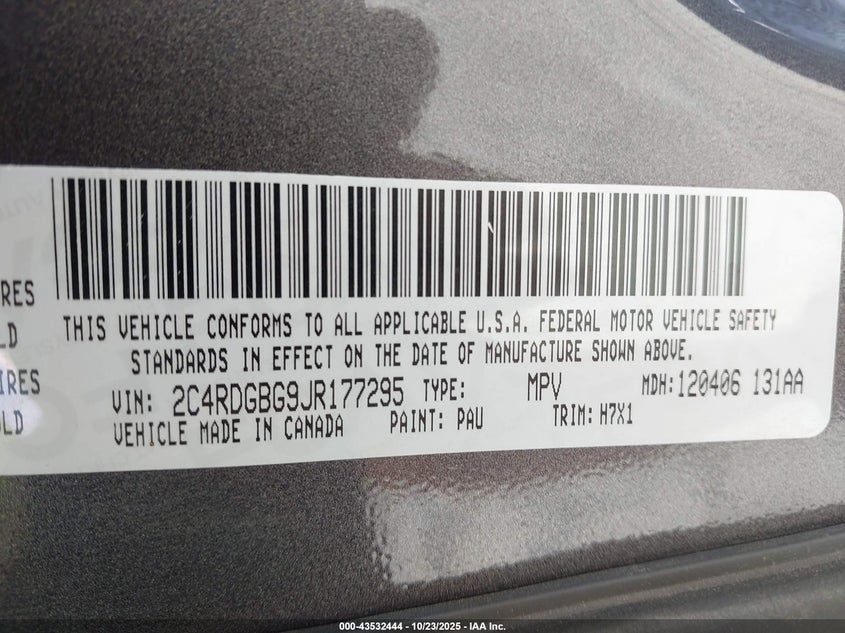 RES
LD
IRES
OLD
THIS VEHICLE CONFORMS TO ALL APPLICABLE U.S.A. FEDERAL MOTOR VEHICLE SAFETY
STANDARDS IN EFFECT ON THE DATE OF MANUFACTURE SHOWN ABOVE.
VIN: 2C4RDGBG9JR177295 TYPE: MPV MDH:120406 131AA
VEHICLE MADE IN CANADA PAINT: PAU TRIM: H7X1
000-43532444 - 10/23/2025 - IAA Inc.